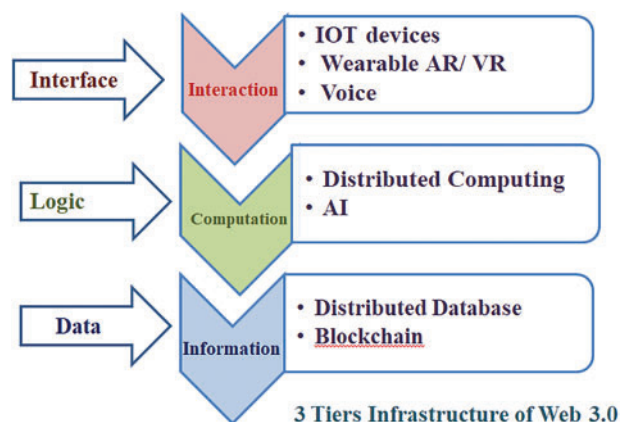 Interface
Interaction
• IOT devices
• Wearable AR/ VR
• Voice
Logic
Computation
• Distributed Computing
• AI
Data
Information
• Distributed Database
• Blockchain
3 Tiers Infrastructure of Web 3.0